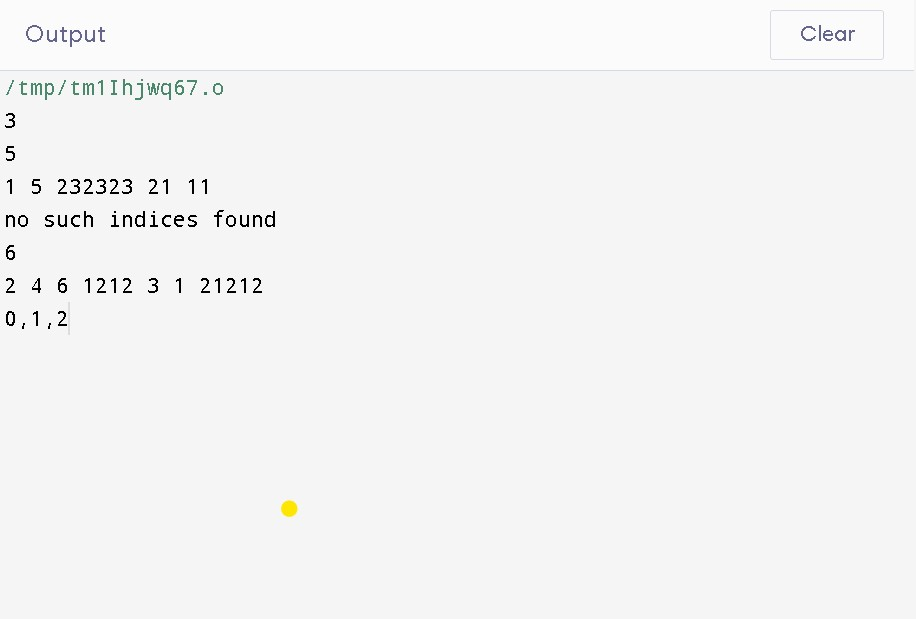 Output
Clear
/tmp/tm1Ihjwq67.o
3
5
1 5 232323 21 11
no such indices found
6
2 4 6 1212 3 1 21212
0,1,2